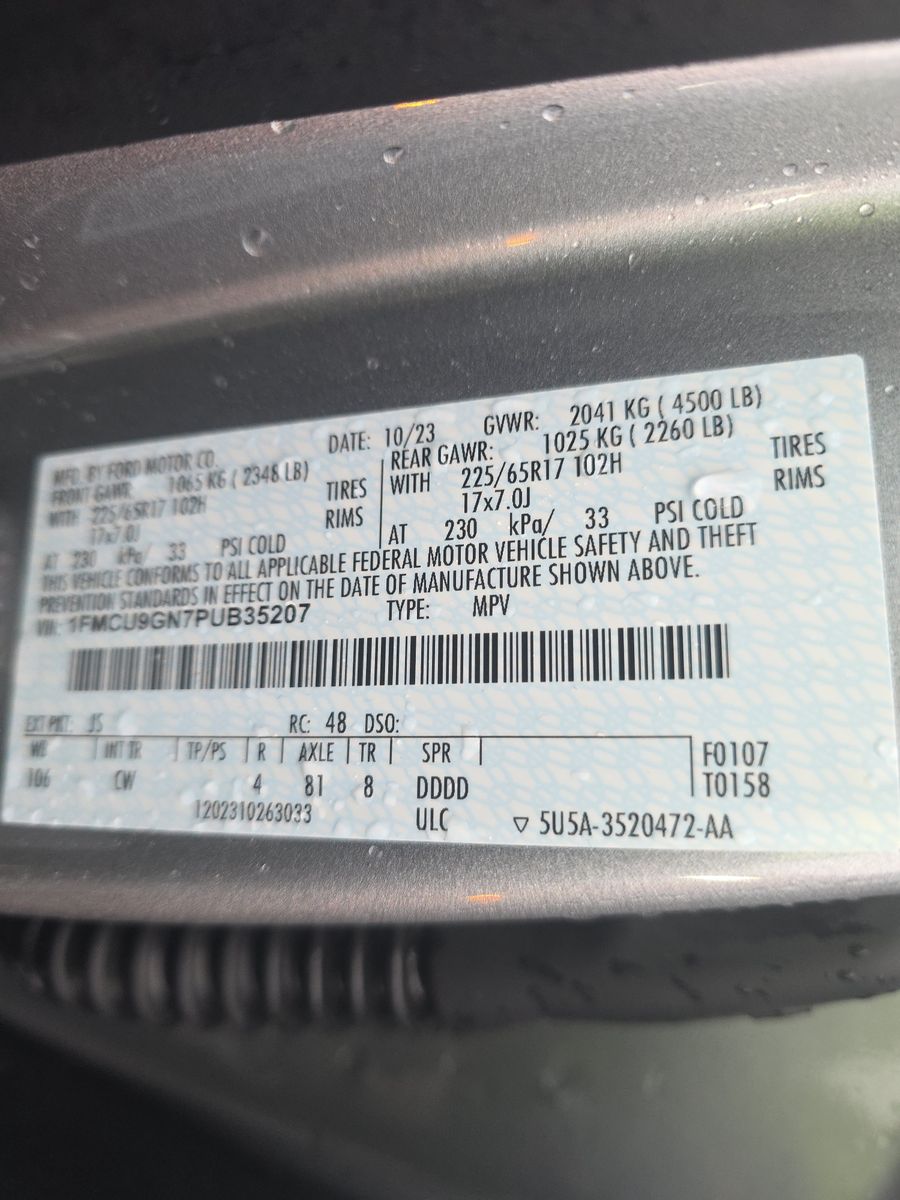 MFD. BY FORD MOTOR CO. DATE: 10/23 GVWR: 2041 KG ( 4500 LB)
FRONT GAWR: 1065 KG ( 2348 LB)
WITH 225/65R17 102H TIRES
17x7.0J RIMS
AT 230 kPa/ 33 PSI COLD
REAR GAWR: 1025 KG ( 2260 LB)
WITH 225/65R17 102H TIRES
17x7.0J RIMS
AT 230 kPa/ 33 PSI COLD
THIS VEHICLE CONFORMS TO ALL APPLICABLE FEDERAL MOTOR VEHICLE SAFETY AND THEFT
PREVENTION STANDARDS IN EFFECT ON THE DATE OF MANUFACTURE SHOWN ABOVE.
VIN: 1FMCU9GN7PUB35207 TYPE: MPV
EXT PNT: JS RC: 48 DSO:
WB INT TR TP/PS R AXLE TR SPR F0107
106 CW 4 81 8 DDDD T0158
1202310263033 ULC ▽ 5U5A-3520472-AA